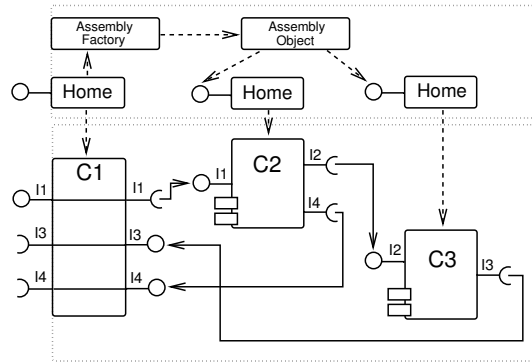 Assembly
Factory
Assembly
Object
Home
Home
Home
C1
C2
I2
I1
I1
I1
I4
I3
I3
I2
C3
I3
I4
I4